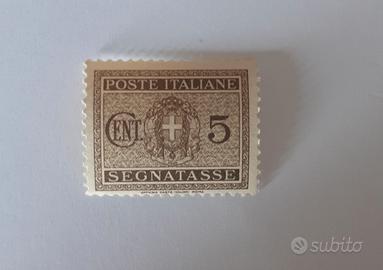 POSTE ITALIANE
CENT. 5
SEGNATASSE
subito